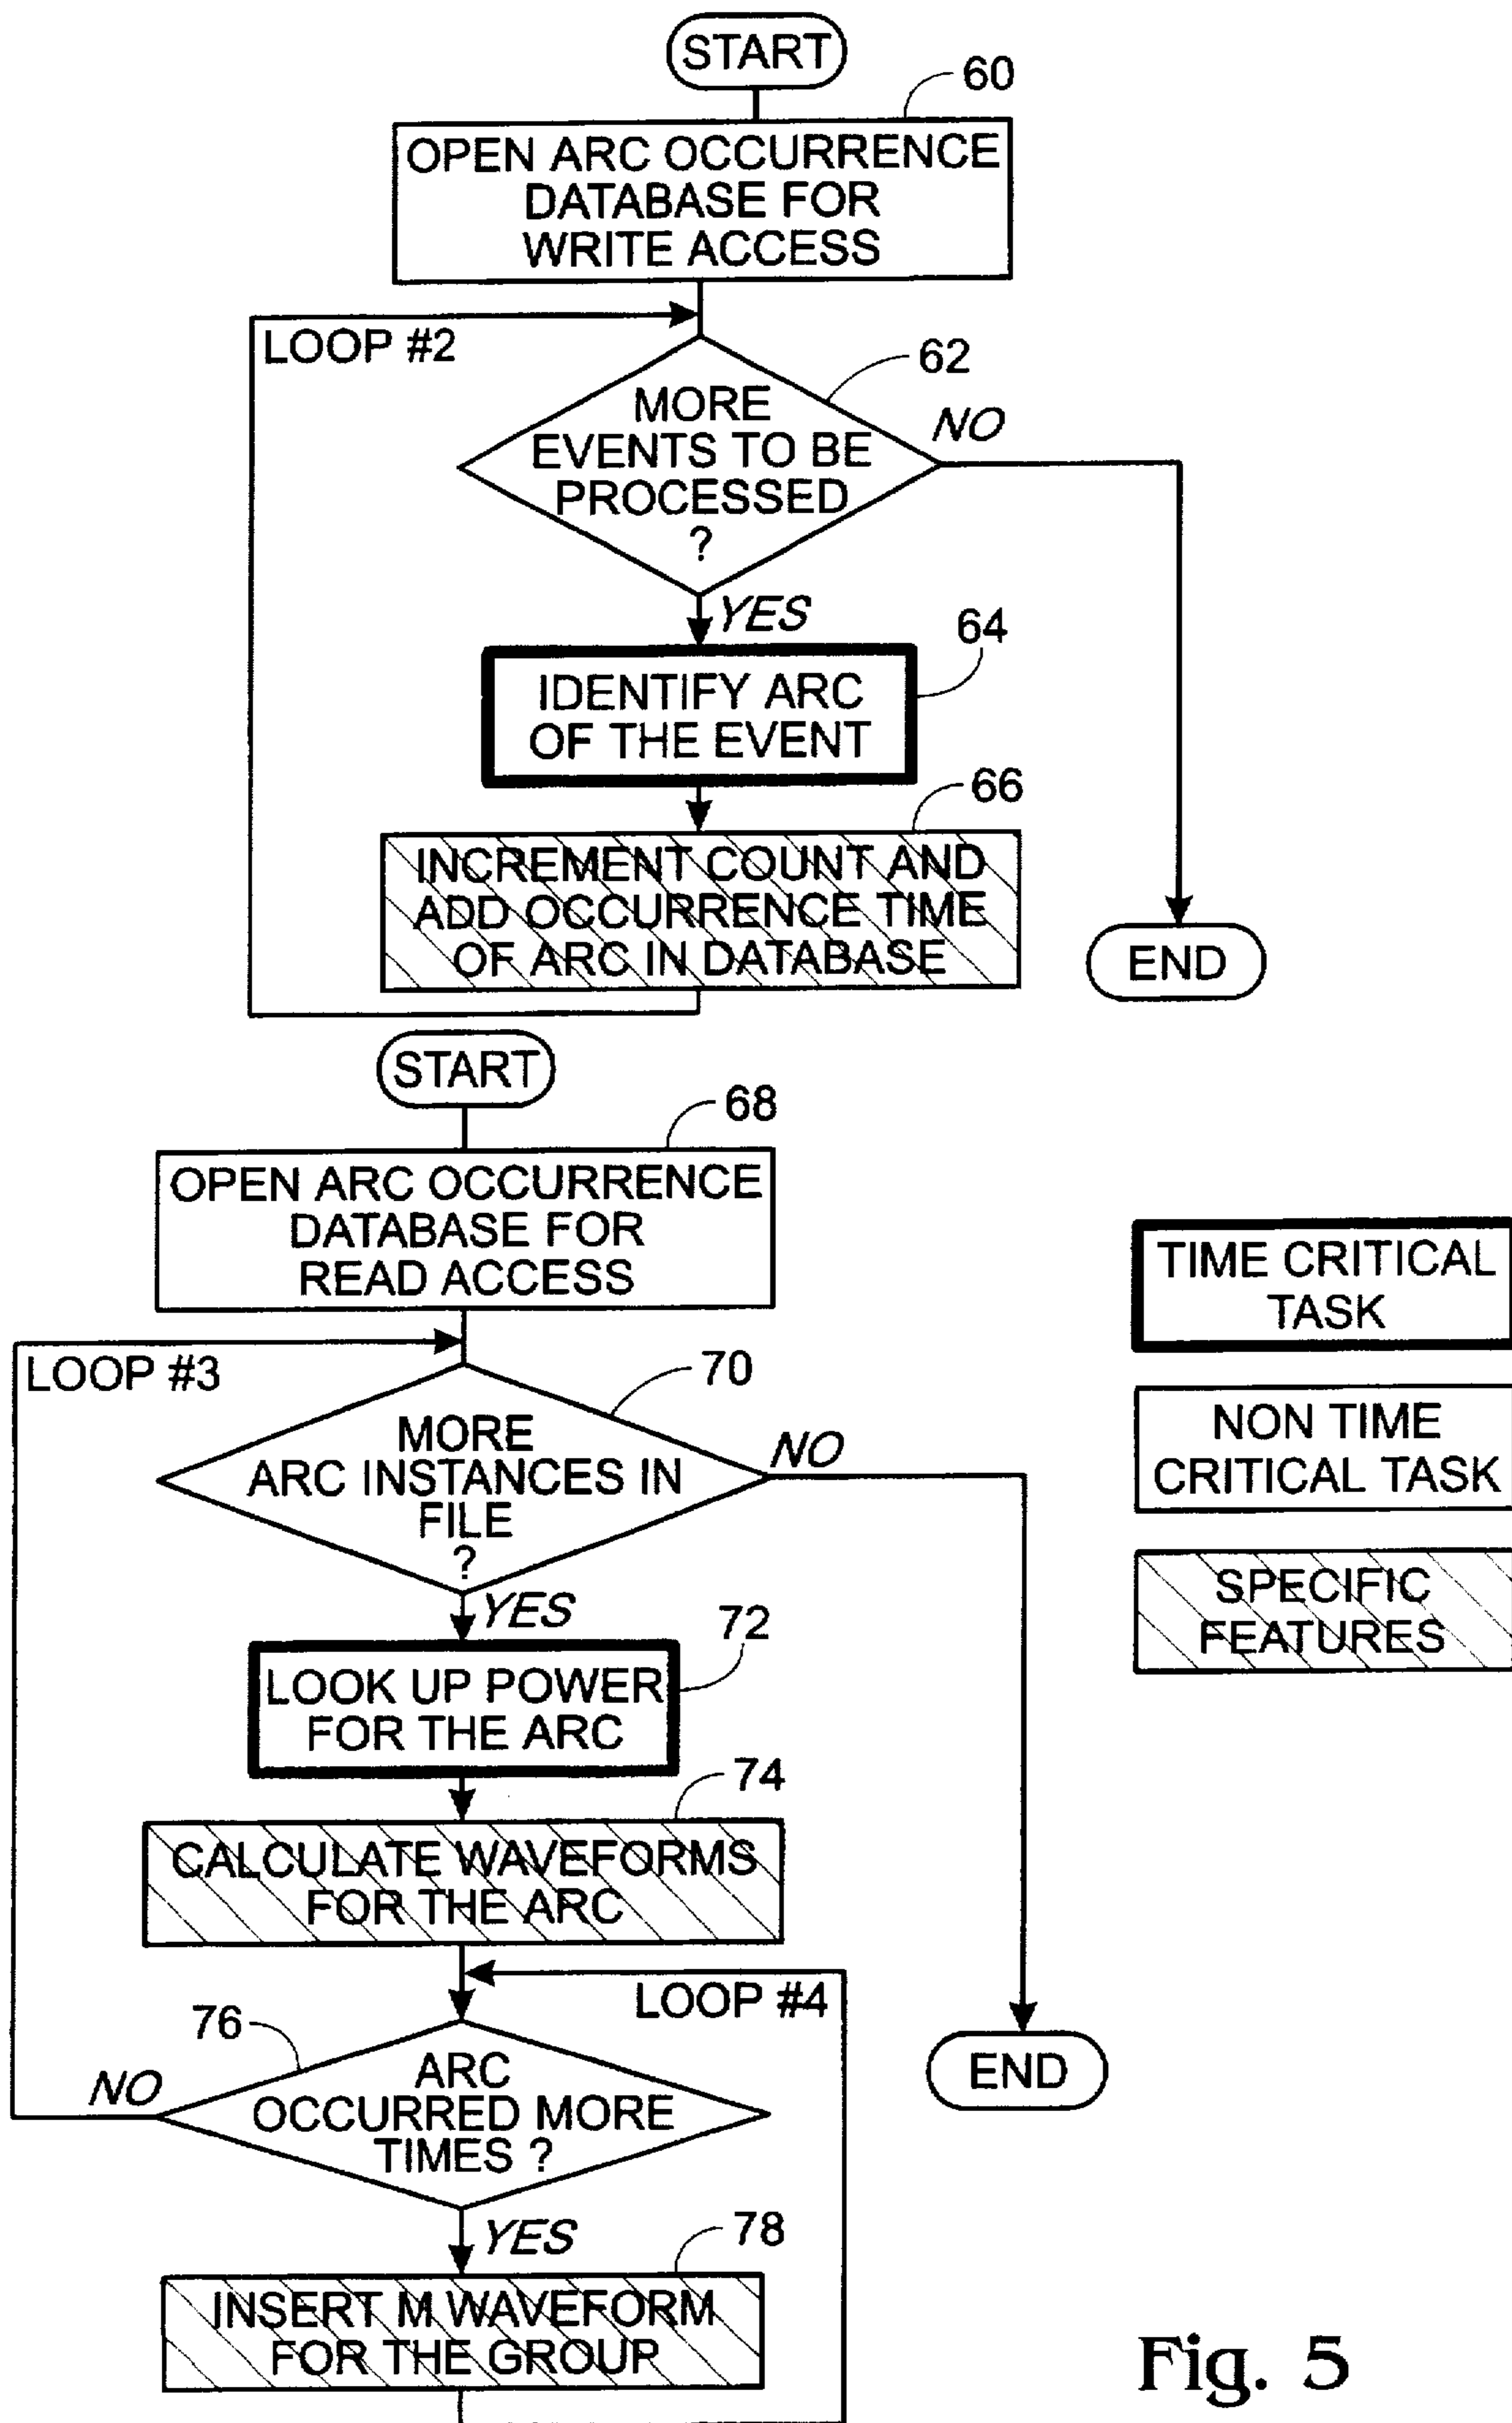 START
60
OPEN ARC OCCURRENCE
DATABASE FOR
WRITE ACCESS
LOOP #2
62
MORE
EVENTS TO BE
PROCESSED
?
NO
YES
64
IDENTIFY ARC
OF THE EVENT
66
INCREMENT COUNT AND
ADD OCCURRENCE TIME
OF ARC IN DATABASE
END
START
68
OPEN ARC OCCURRENCE
DATABASE FOR
READ ACCESS
LOOP #3
70
MORE
ARC INSTANCES IN
FILE
?
NO
YES
72
LOOK UP POWER
FOR THE ARC
74
CALCULATE WAVEFORMS
FOR THE ARC
LOOP #4
76
ARC
OCCURRED MORE
TIMES ?
NO
YES
78
INSERT M WAVEFORM
FOR THE GROUP
END
TIME CRITICAL
TASK
NON TIME
CRITICAL TASK
SPECIFIC
FEATURES
Fig. 5